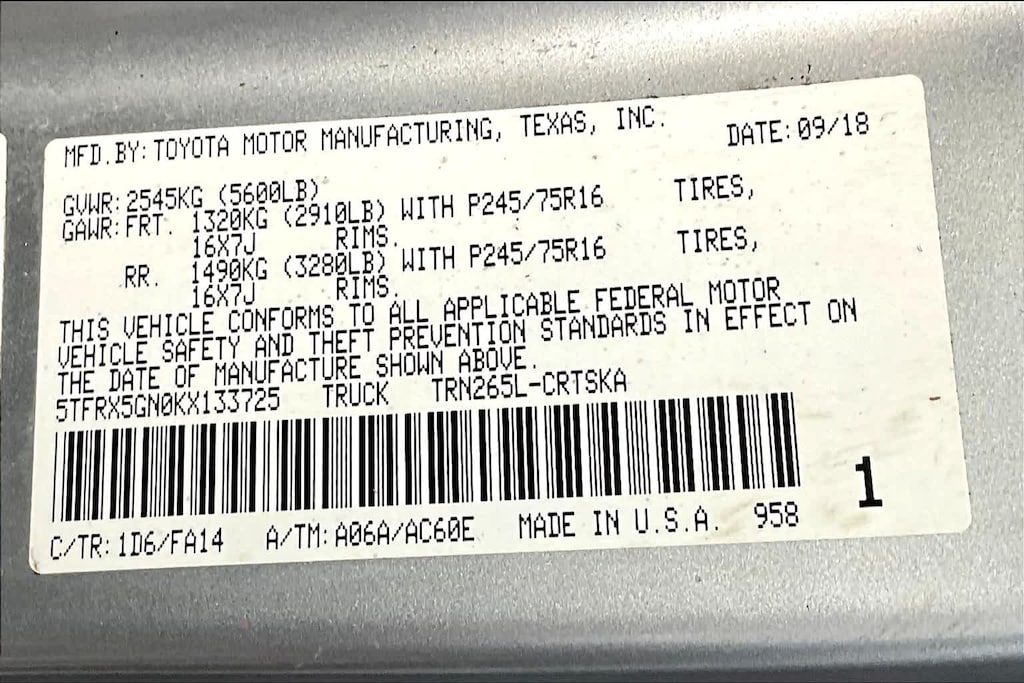 MFD.BY:TOYOTA MOTOR MANUFACTURING, TEXAS, INC. DATE:09/18
GVWR:2545KG (5600LB)
GAWR:FRT. 1320KG (2910LB) WITH P245/75R16 TIRES,
16X7J RIMS.
RR. 1490KG (3280LB) WITH P245/75R16 TIRES,
16X7J RIMS.
THIS VEHICLE CONFORMS TO ALL APPLICABLE FEDERAL MOTOR
VEHICLE SAFETY AND THEFT PREVENTION STANDARDS IN EFFECT ON
THE DATE OF MANUFACTURE SHOWN ABOVE.
5TFRX5GN0KX133725 TRUCK TRN265L-CRTSKA
1
C/TR:1D6/FA14 A/TM:A06A/AC60E MADE IN U.S.A. 958